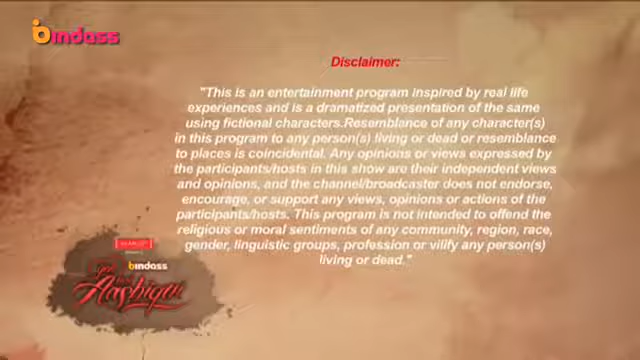 bindass
Disclaimer:
"This is an entertainment program inspired by real life
experiences and is a dramatized presentation of the same
using fictional characters.Resemblance of any character(s)
in this program to any person(s) living or dead or resemblance
to places is coincidental. Any opinions or views expressed by
the participants/hosts in this show are their independent views
and opinions, and the channel/broadcaster does not endorse,
encourage, or support any views, opinions or actions of the
participants/hosts. This program is not intended to offend the
religious or moral sentiments of any community, region, race,
gender, linguistic groups, profession or vilify any person(s)
living or dead."
bindass
Aashiqui